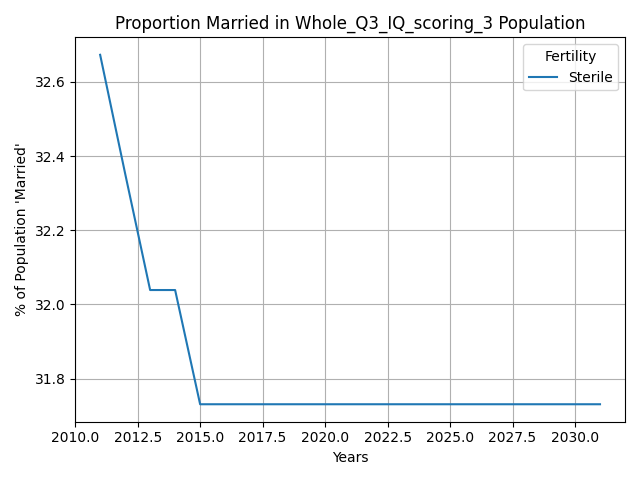 Proportion Married in Whole_Q3_IQ_scoring_3 Population
Fertility
Sterile
% of Population 'Married'
32.6
32.4
32.2
32.0
31.8
2010.0 2012.5 2015.0 2017.5 2020.0 2022.5 2025.0 2027.5 2030.0
Years